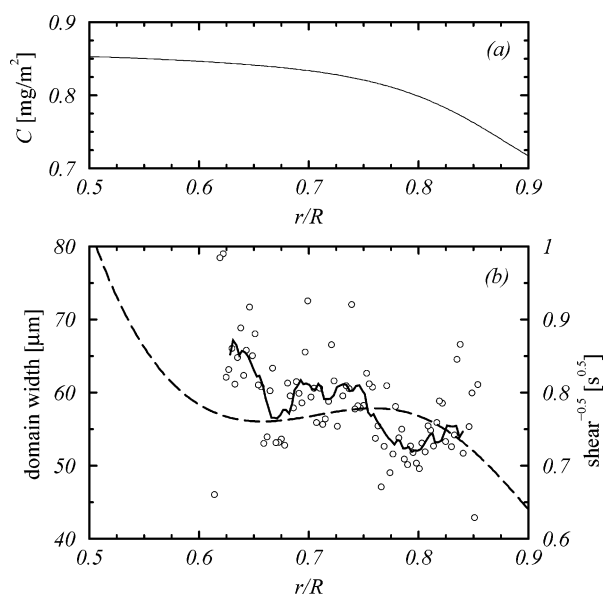 0.9
(a)
0.8
C [mg/m²]
0.7
0.5 0.6 0.7 0.8 0.9
r/R
80 1
(b)
70 0.9
60 0.8
50 0.7
40 0.6
domain width [μm]
shear⁻⁰·⁵ [s⁰·⁵]
0.5 0.6 0.7 0.8 0.9
r/R